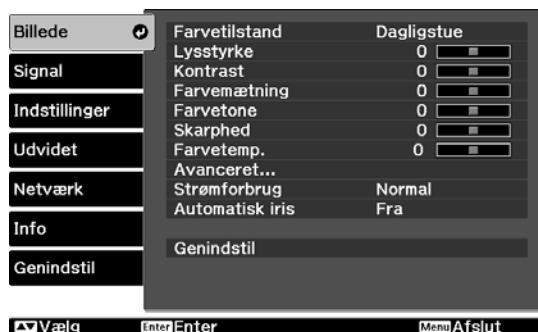 Billede
Signal
Indstillinger
Udvidet
Netværk
Info
Genindstil
Farvetilstand Dagligstue
Lysstyrke 0
Kontrast 0
Farvemætning 0
Farvetone 0
Skarphed 0
Farvetemp. 0
Avanceret...
Strømforbrug Normal
Automatisk iris Fra
Genindstil
Vælg Enter Enter Menu Afslut